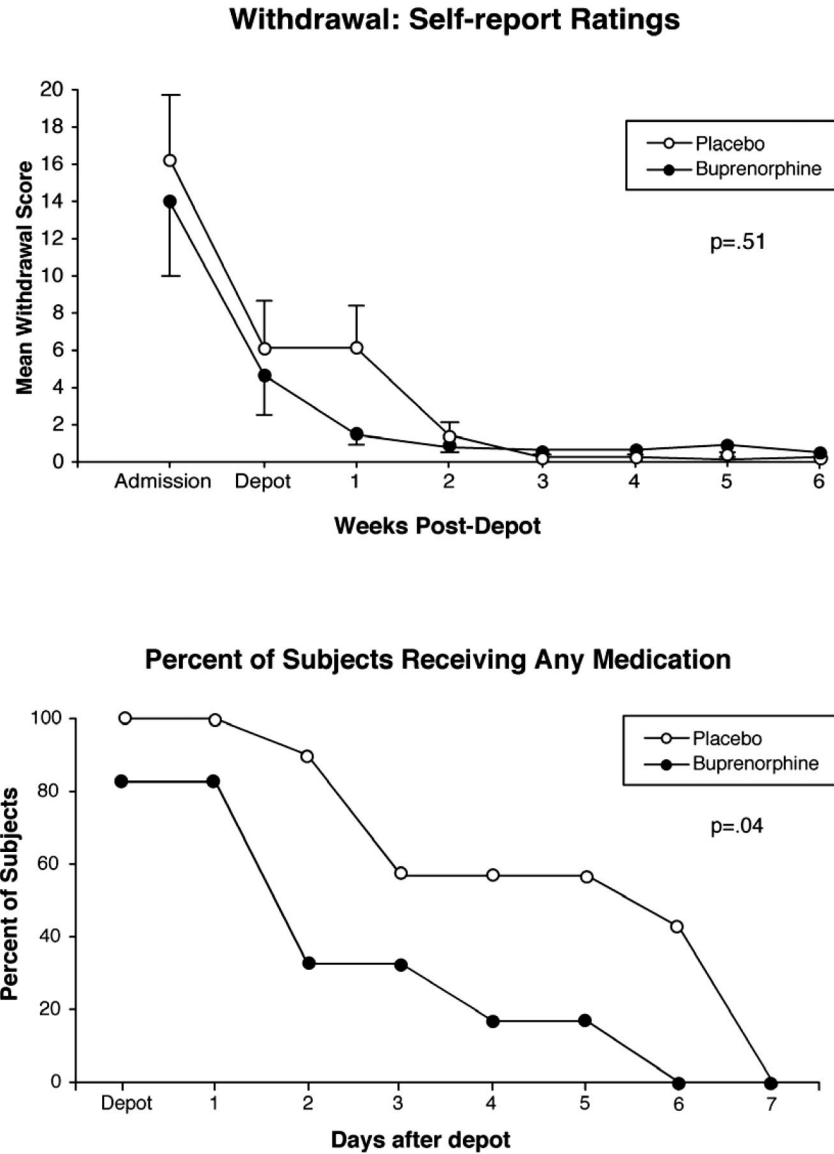 Withdrawal: Self-report Ratings
20
18
16
14
12
10
8
6
4
2
0
Mean Withdrawal Score
Placebo
Buprenorphine
p=.51
Admission Depot 1 2 3 4 5 6
Weeks Post-Depot
Percent of Subjects Receiving Any Medication
100
80
60
40
20
0
Percent of Subjects
Placebo
Buprenorphine
p=.04
Depot 1 2 3 4 5 6 7
Days after depot